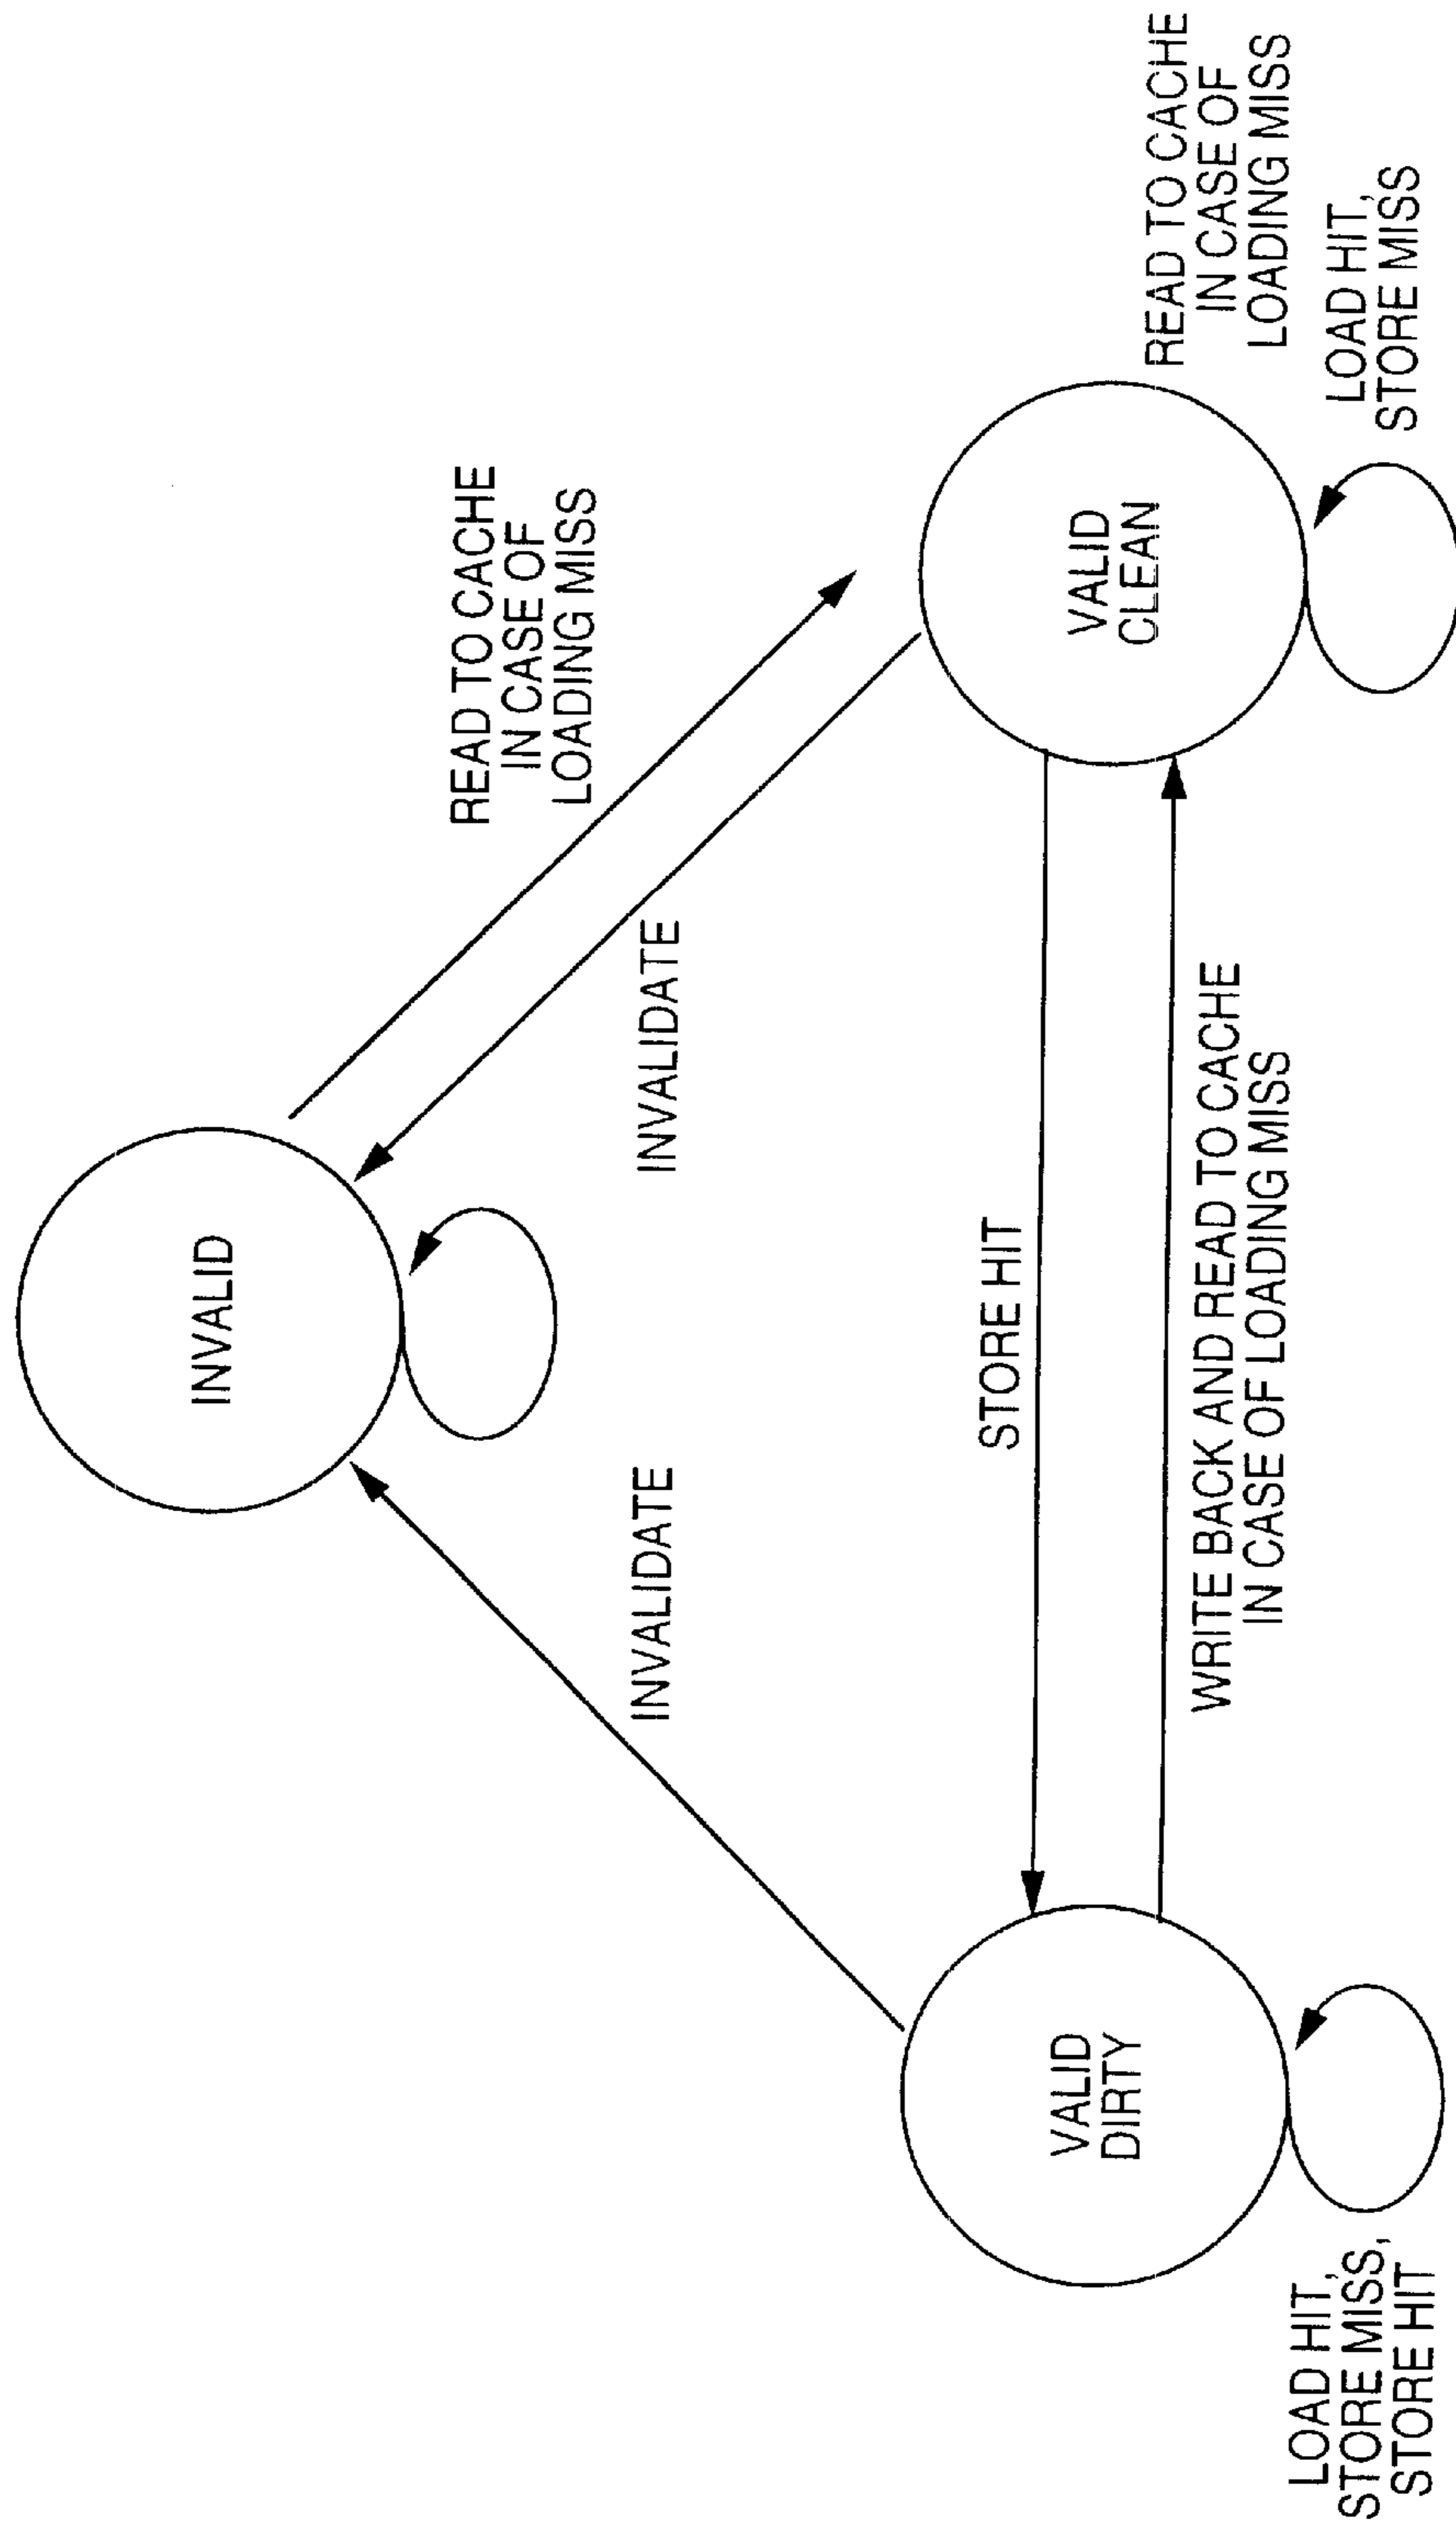 INVALID
READ TO CACHE
IN CASE OF
LOADING MISS
INVALIDATE
INVALIDATE
STORE HIT
VALID
DIRTY
VALID
CLEAN
WRITE BACK AND READ TO CACHE
IN CASE OF LOADING MISS
READ TO CACHE
IN CASE OF
LOADING MISS
LOAD HIT,
STORE MISS,
STORE HIT
LOAD HIT,
STORE MISS